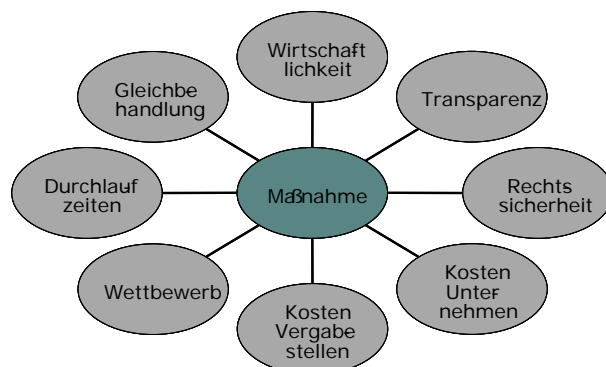 Wirtschaft
lichkeit
Gleichbe
handlung
Transparenz
Durchlauf
zeiten
Maßnahme
Rechts
sicherheit
Wettbewerb
Kosten
Unter-
nehmen
Kosten
Vergabe
stellen